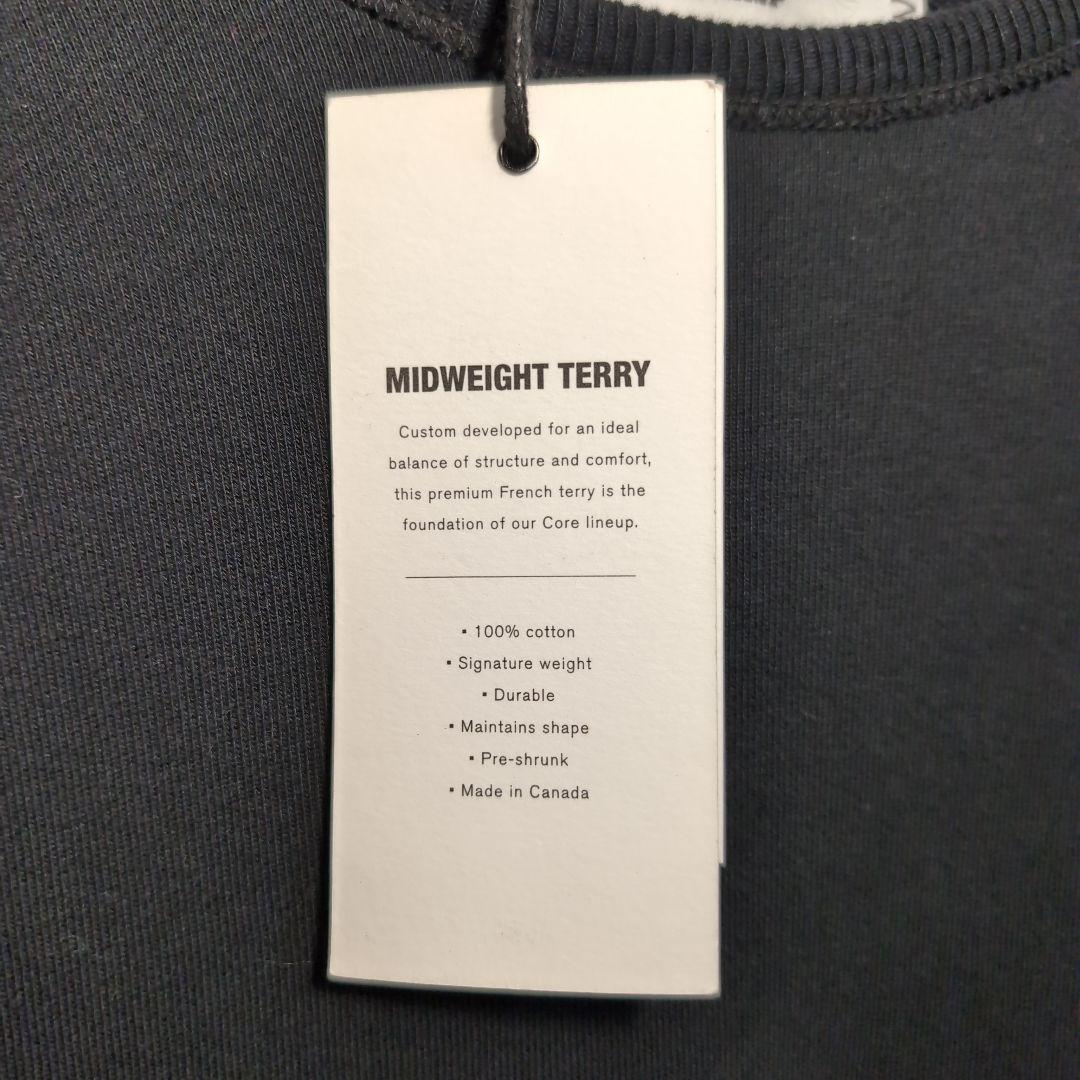 MIDWEIGHT TERRY
Custom developed for an ideal
balance of structure and comfort,
this premium French terry is the
foundation of our Core lineup.
▪ 100% cotton
▪ Signature weight
▪ Durable
▪ Maintains shape
▪ Pre-shrunk
▪ Made in Canada